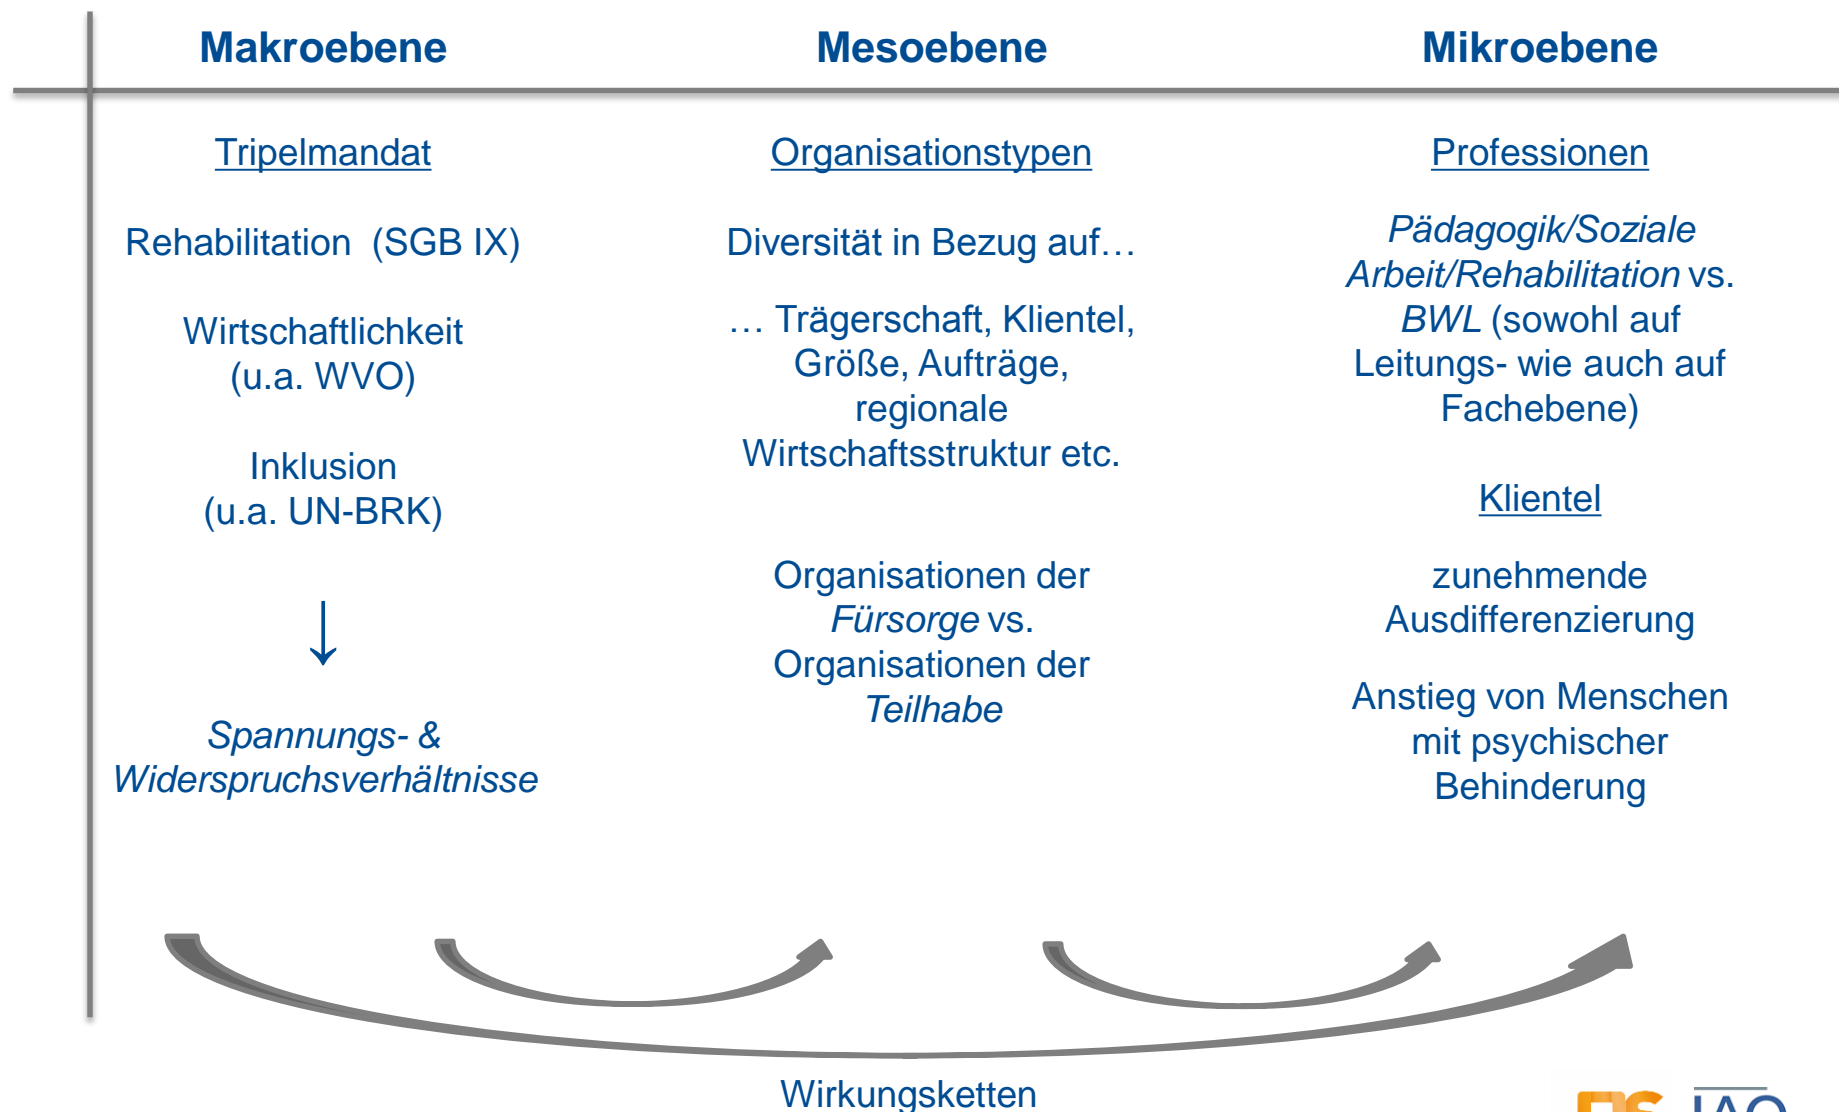 Makroebene
Mesoebene
Mikroebene
Tripelmandat
Rehabilitation (SGB IX)
Wirtschaftlichkeit
(u.a. WVO)
Inklusion
(u.a. UN-BRK)
↓
Spannungs- &
Widerspruchsverhältnisse
Organisationstypen
Diversität in Bezug auf…
… Trägerschaft, Klientel,
Größe, Aufträge,
regionale
Wirtschaftsstruktur etc.
Organisationen der
Fürsorge vs.
Organisationen der
Teilhabe
Professionen
Pädagogik/Soziale
Arbeit/Rehabilitation vs.
BWL (sowohl auf
Leitungs- wie auch auf
Fachebene)
Klientel
zunehmende
Ausdifferenzierung
Anstieg von Menschen
mit psychischer
Behinderung
Wirkungsketten